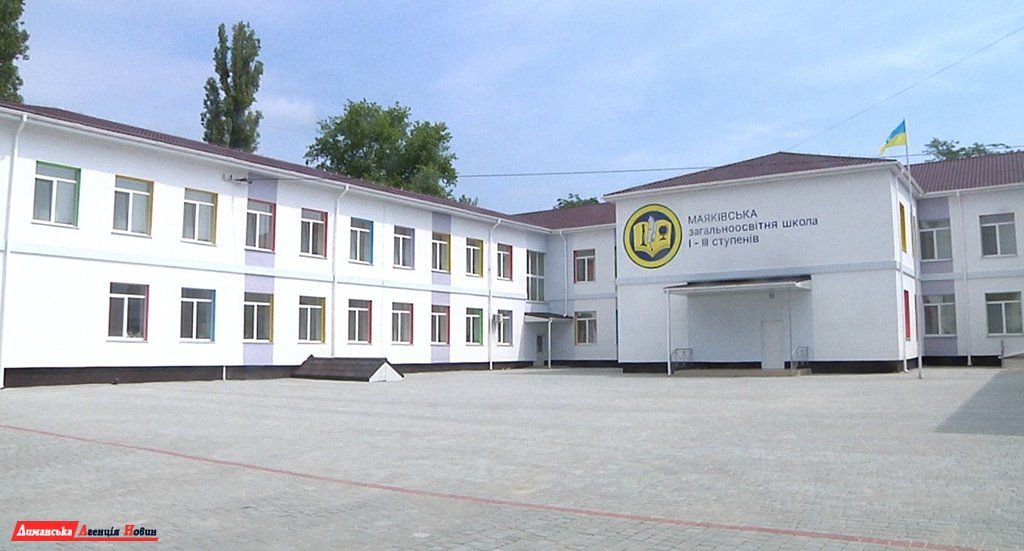 МАЯКІВСЬКА
загальноосвітня школа
І - ІІІ ступенів
Лиманська Агенція Новин